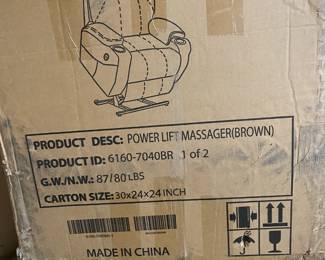 PRODUCT DESC: POWER LIFT MASSAGER(BROWN)
PRODUCT ID: 6160-7040BR 1 of 2
G.W./N.W.: 87/80 LBS
CARTON SIZE: 30x24x24 INCH
MADE IN CHINA